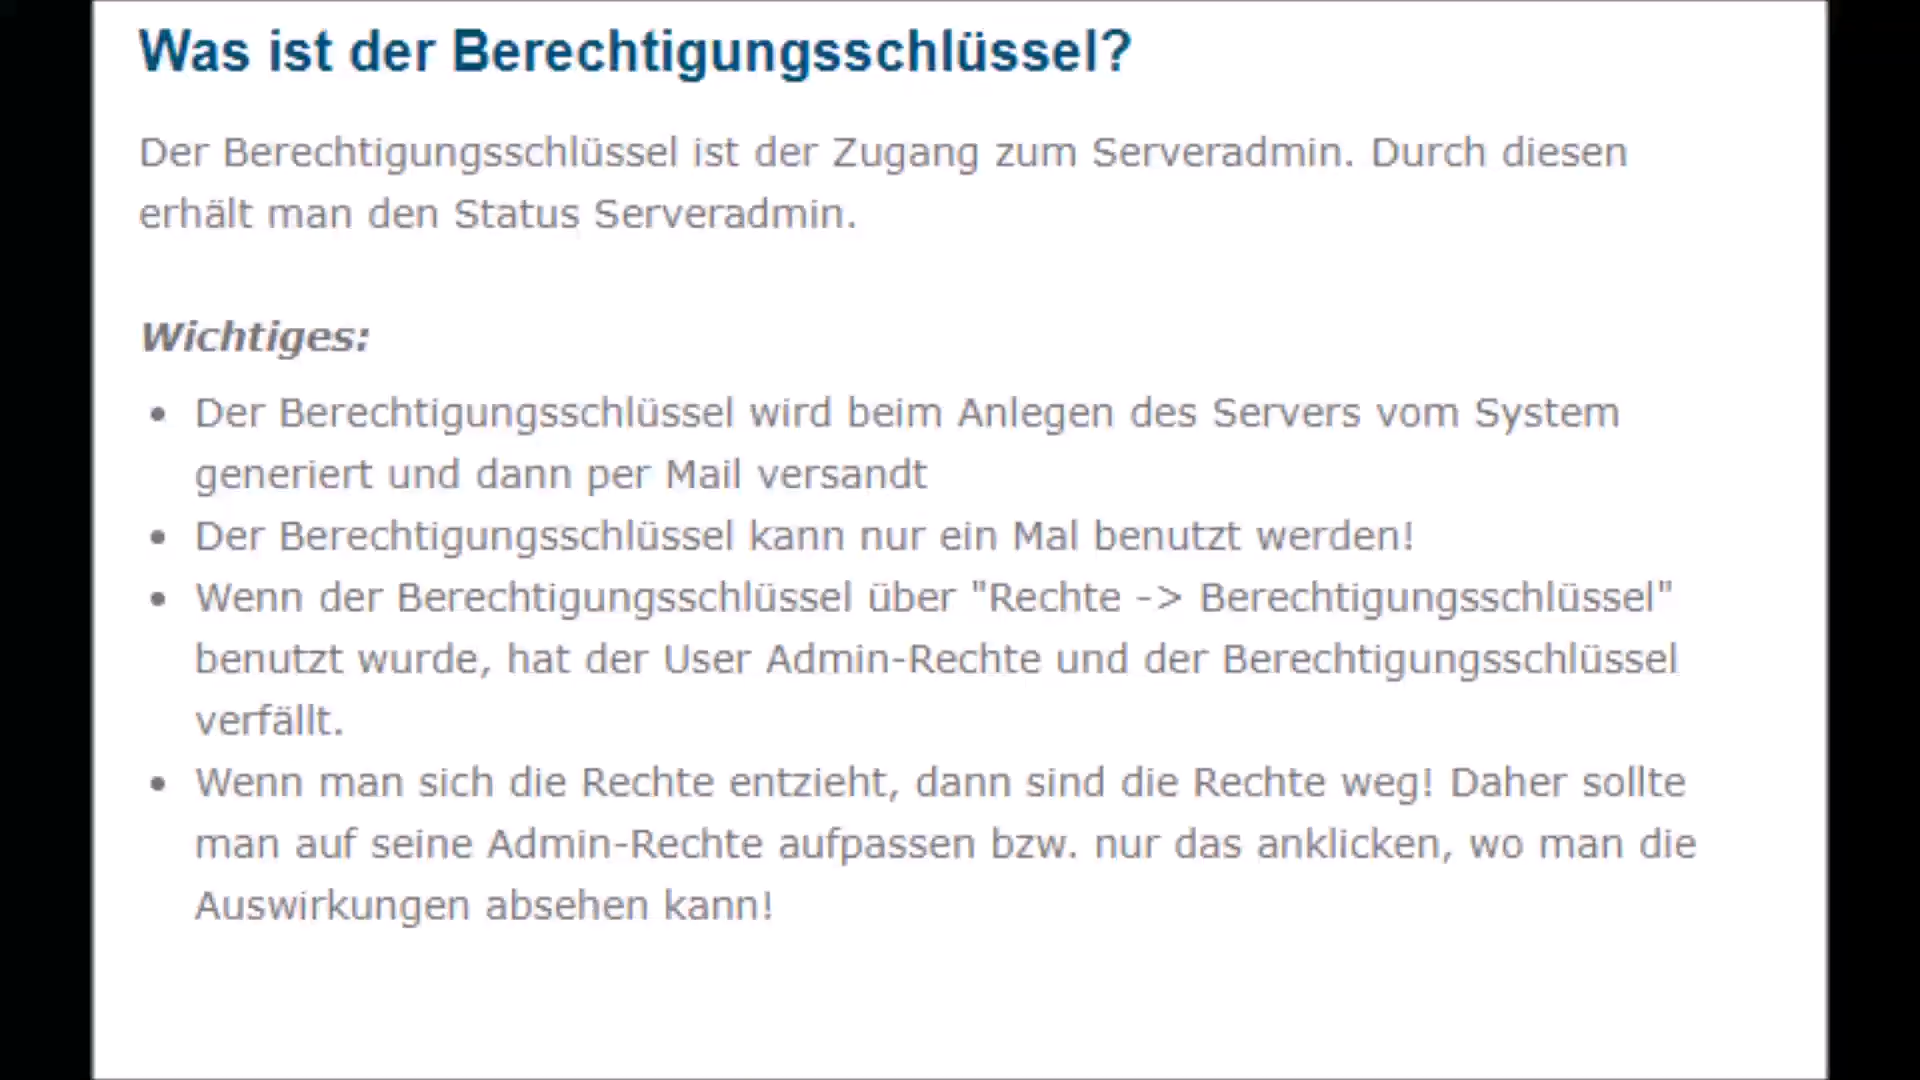 Was ist der Berechtigungsschlüssel?
Der Berechtigungsschlüssel ist der Zugang zum Serveradmin. Durch diesen
erhält man den Status Serveradmin.
Wichtiges:
• Der Berechtigungsschlüssel wird beim Anlegen des Servers vom System
generiert und dann per Mail versandt
• Der Berechtigungsschlüssel kann nur ein Mal benutzt werden!
• Wenn der Berechtigungsschlüssel über "Rechte -> Berechtigungsschlüssel"
benutzt wurde, hat der User Admin-Rechte und der Berechtigungsschlüssel
verfällt.
• Wenn man sich die Rechte entzieht, dann sind die Rechte weg! Daher sollte
man auf seine Admin-Rechte aufpassen bzw. nur das anklicken, wo man die
Auswirkungen absehen kann!